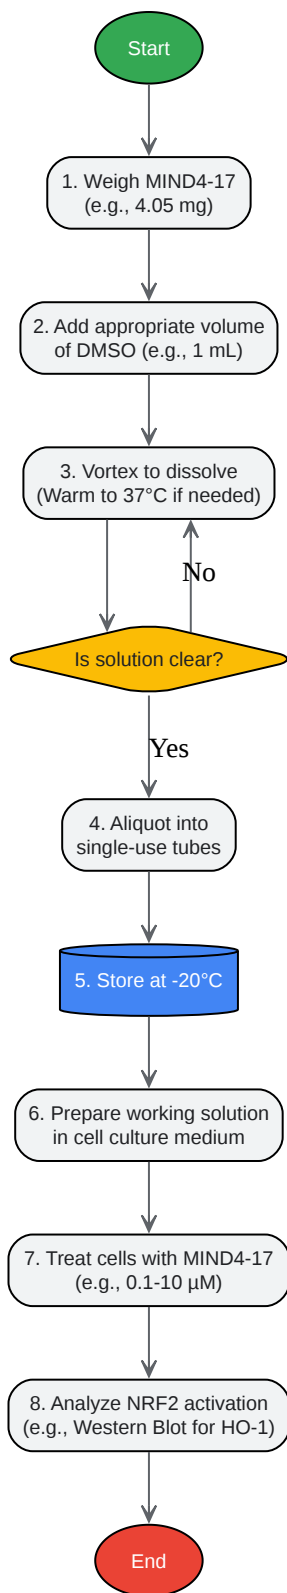 Start
1. Weigh MIND4-17
(e.g., 4.05 mg)
2. Add appropriate volume
of DMSO (e.g., 1 mL)
3. Vortex to dissolve
(Warm to 37°C if needed)
No
Is solution clear?
Yes
4. Aliquot into
single-use tubes
5. Store at -20°C
6. Prepare working solution
in cell culture medium
7. Treat cells with MIND4-17
(e.g., 0.1-10 µM)
8. Analyze NRF2 activation
(e.g., Western Blot for HO-1)
End